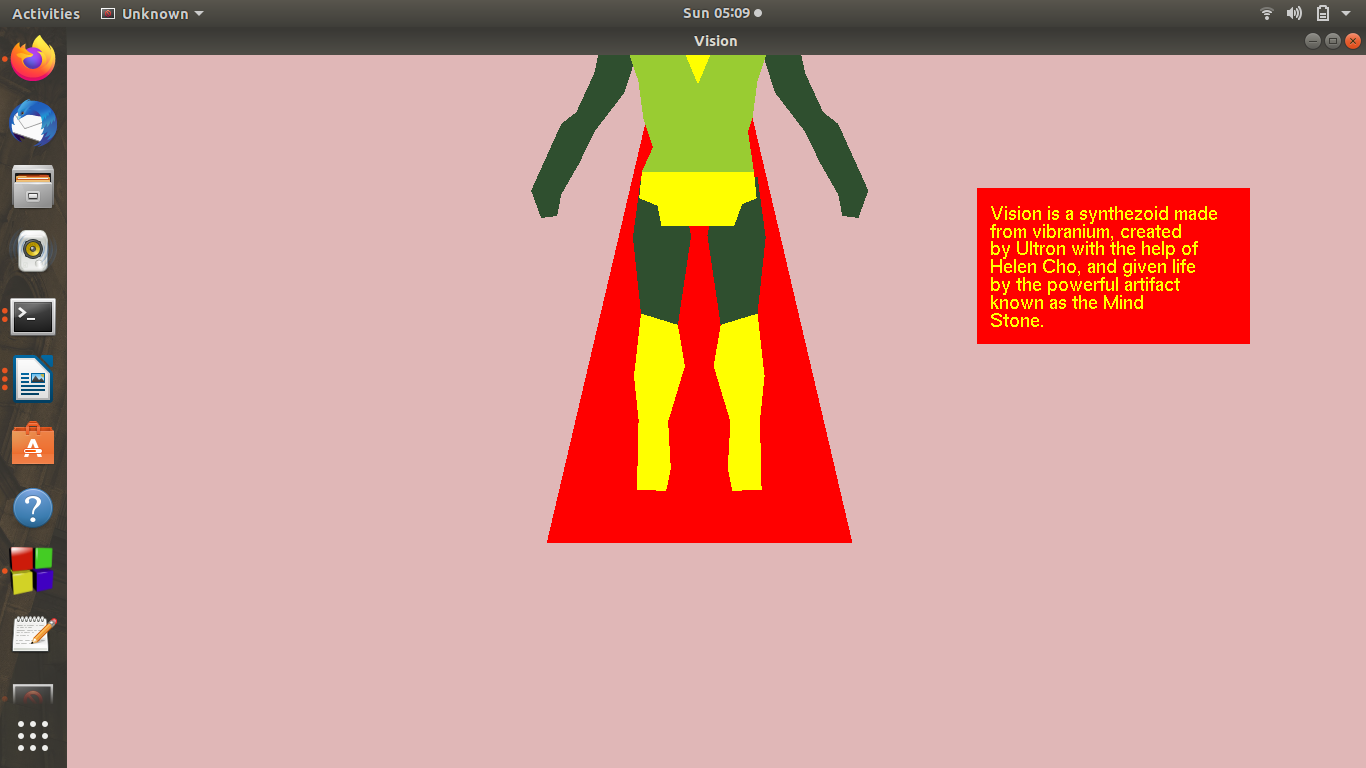 Activities
Unknown
Sun 05:09
Vision
Vision is a synthezoid made
from vibranium, created
by Ultron with the help of
Helen Cho, and given life
by the powerful artifact
known as the Mind
Stone.